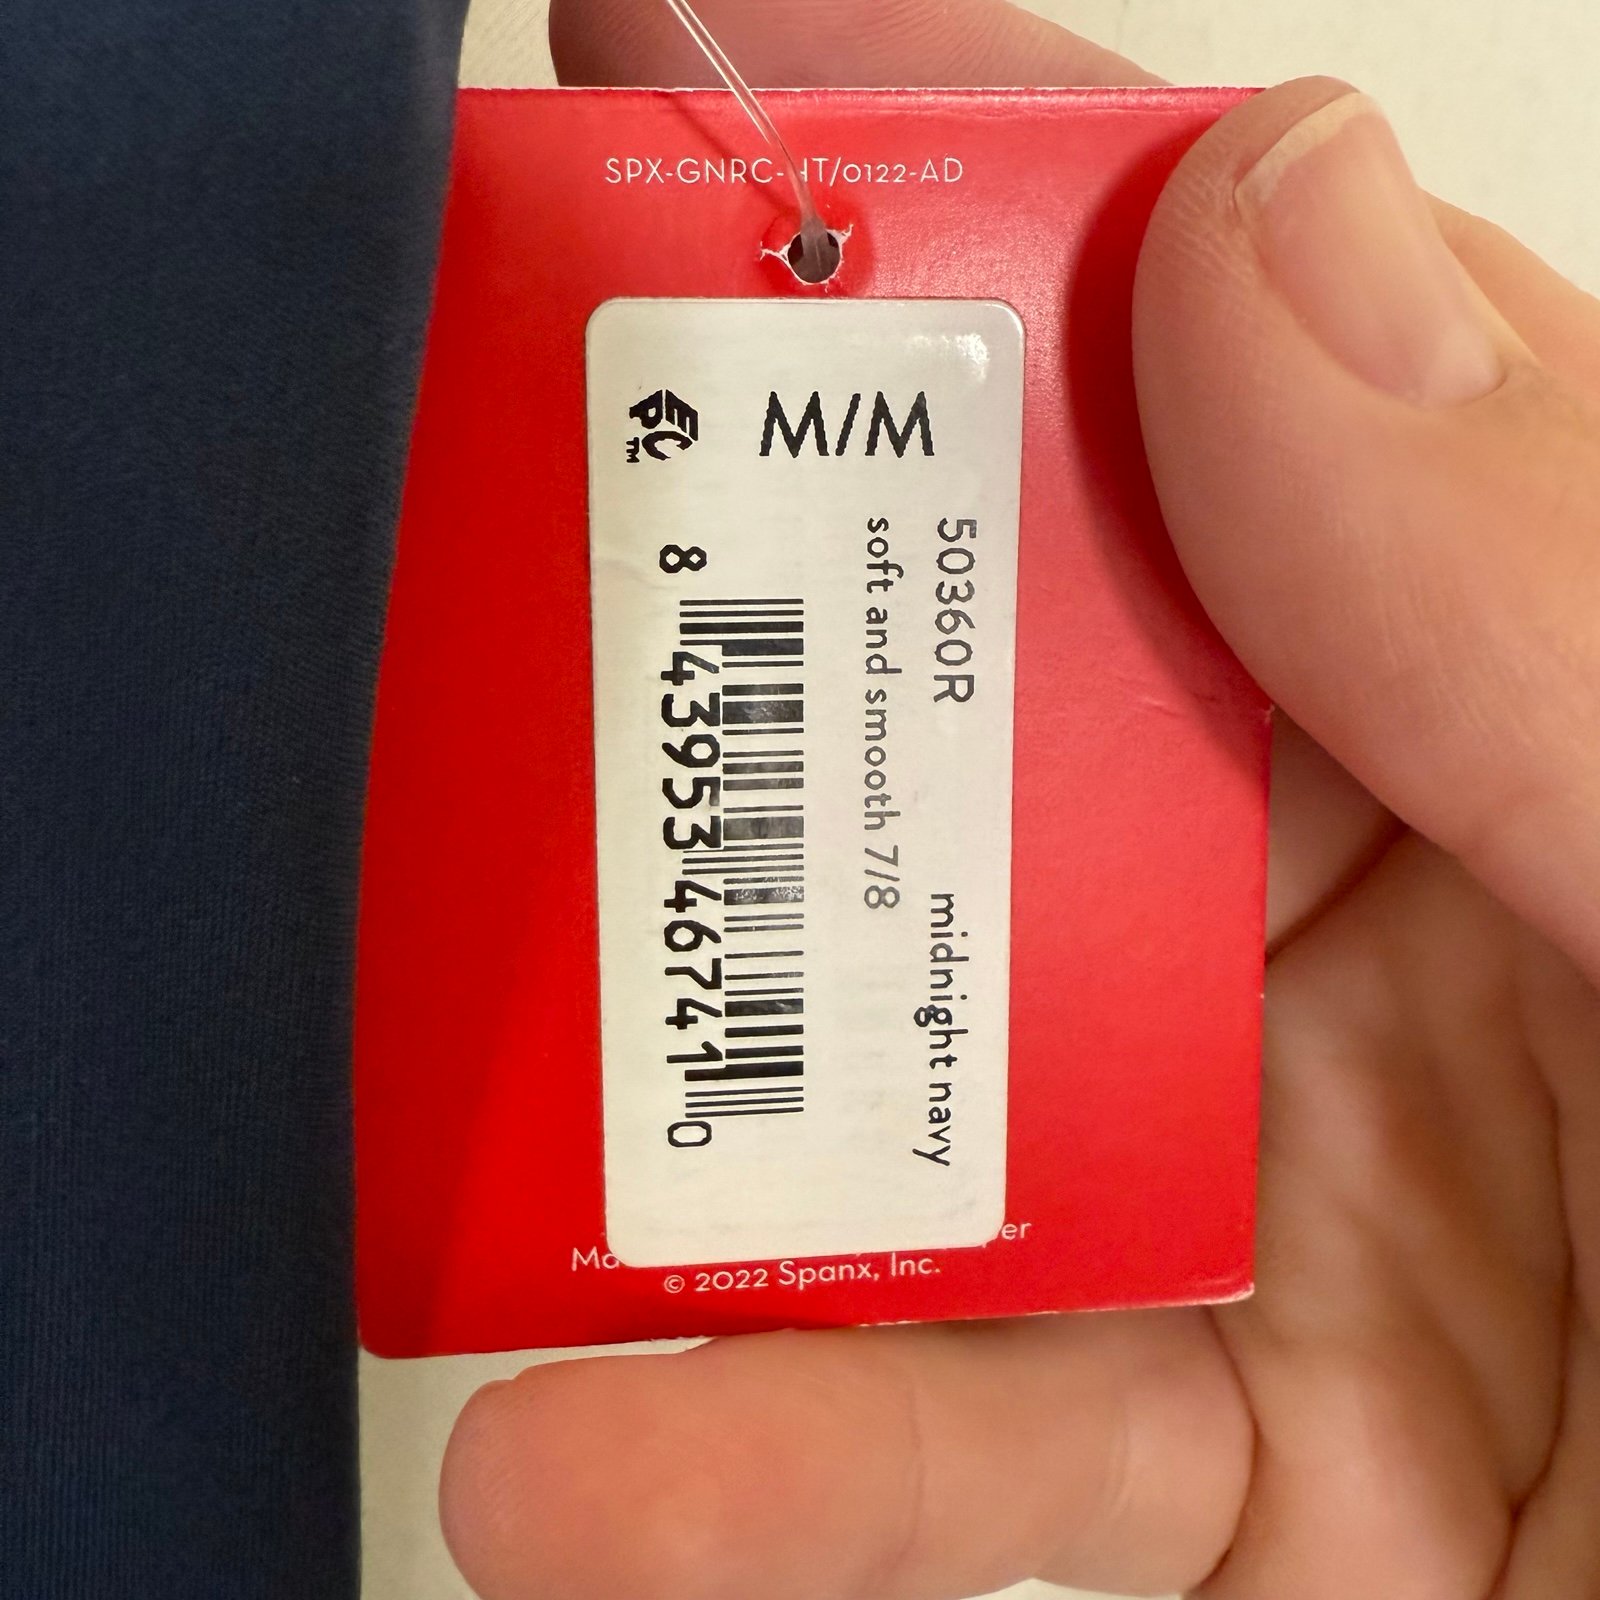 SPX-GNRC-HT/0122-AD
M/M
ECP™
50360R midnight navy
soft and smooth 7/8
8 43953 46741 0
© 2022 Spanx, Inc.